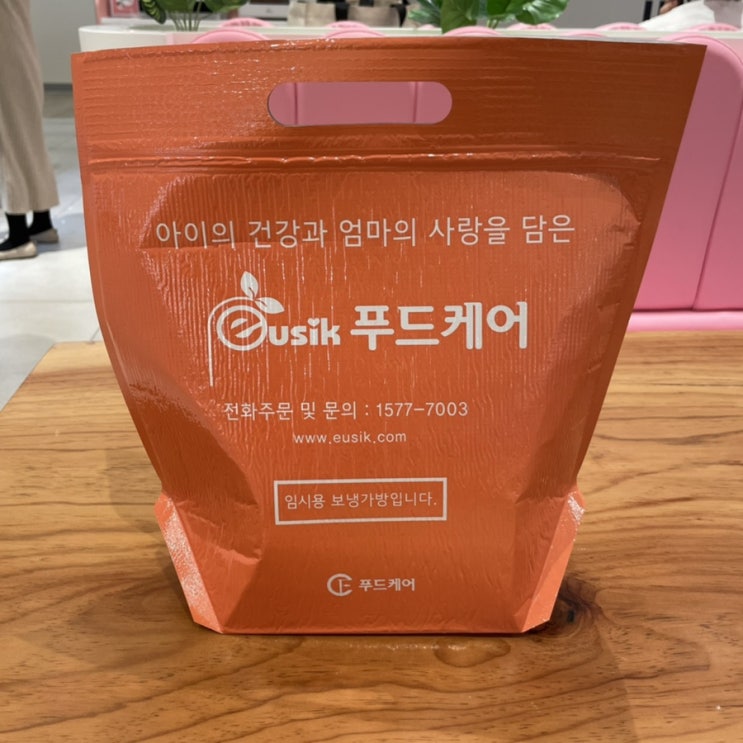 아이의 건강과 엄마의 사랑을 담은
eusik 푸드케어
전화주문 및 문의 : 1577-7003
www.eusik.com
임시용 보냉가방입니다.
푸드케어